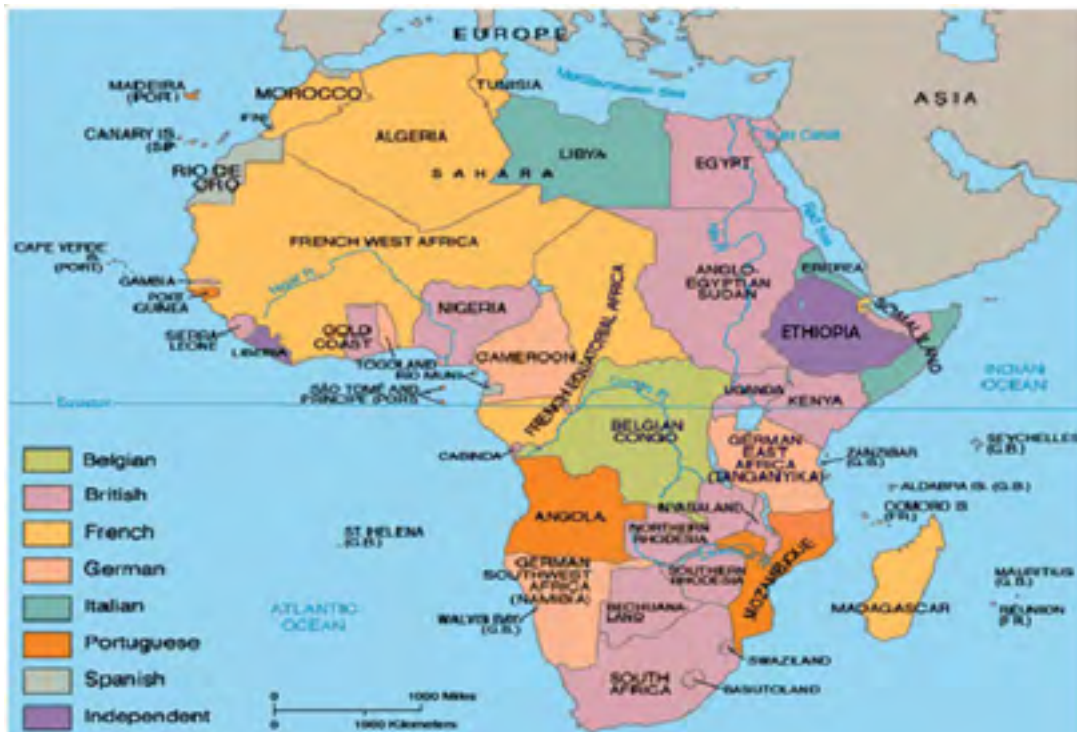 EUROPE
ASIA
MADEIRA
(PORT)
MOROCCO
TUNISIA
Mediterranean Sea
IFNI
CANARY IS.
(SP
ALGERIA
LIBYA
EGYPT
Suez Canal
RIO DE
ORO
SAHARA
Red Sea
CAPE VERDE
IS.
(PORT)
FRENCH WEST AFRICA
Niger R.
Nile R.
GAMBIA
PORT
GUINEA
SIERRA
LEONE
LIBERIA
GOLD
COAST
TOGOLAND
NIGERIA
CAMEROON
RIO MUNI
SÃO TOMÉ AND
PRÍNCIPE (PORT)
FRENCH EQUATORIAL AFRICA
ANGLO-
EGYPTIAN
SUDAN
ERITREA
ETHIOPIA
SOMALILAND
INDIAN
OCEAN
Equator
Congo R.
UGANDA
KENYA
BELGIAN
CONGO
CABINDA
GERMAN
EAST
AFRICA
(TANGANYIKA)
ZANZIBAR
(G.B.)
SEYCHELLES
(G.B.)
ALDABRA IS. (G.B.)
COMORO IS
(FR.)
NYASALAND
ANGOLA
NORTHERN
RHODESIA
ST. HELENA
(G.B.)
GERMAN
SOUTHWEST
AFRICA
(NAMIBIA)
SOUTHERN
RHODESIA
MOZAMBIQUE
MADAGASCAR
MAURITIUS
(G.B.)
RÉUNION
(FR.)
ATLANTIC
OCEAN
WALVIS BAY
(G.B.)
BECHUANA-
LAND
SWAZILAND
SOUTH
AFRICA
BASUTOLAND
Belgian
British
French
German
Italian
Portuguese
Spanish
Independent
0 1000 Miles
0 1000 Kilometers